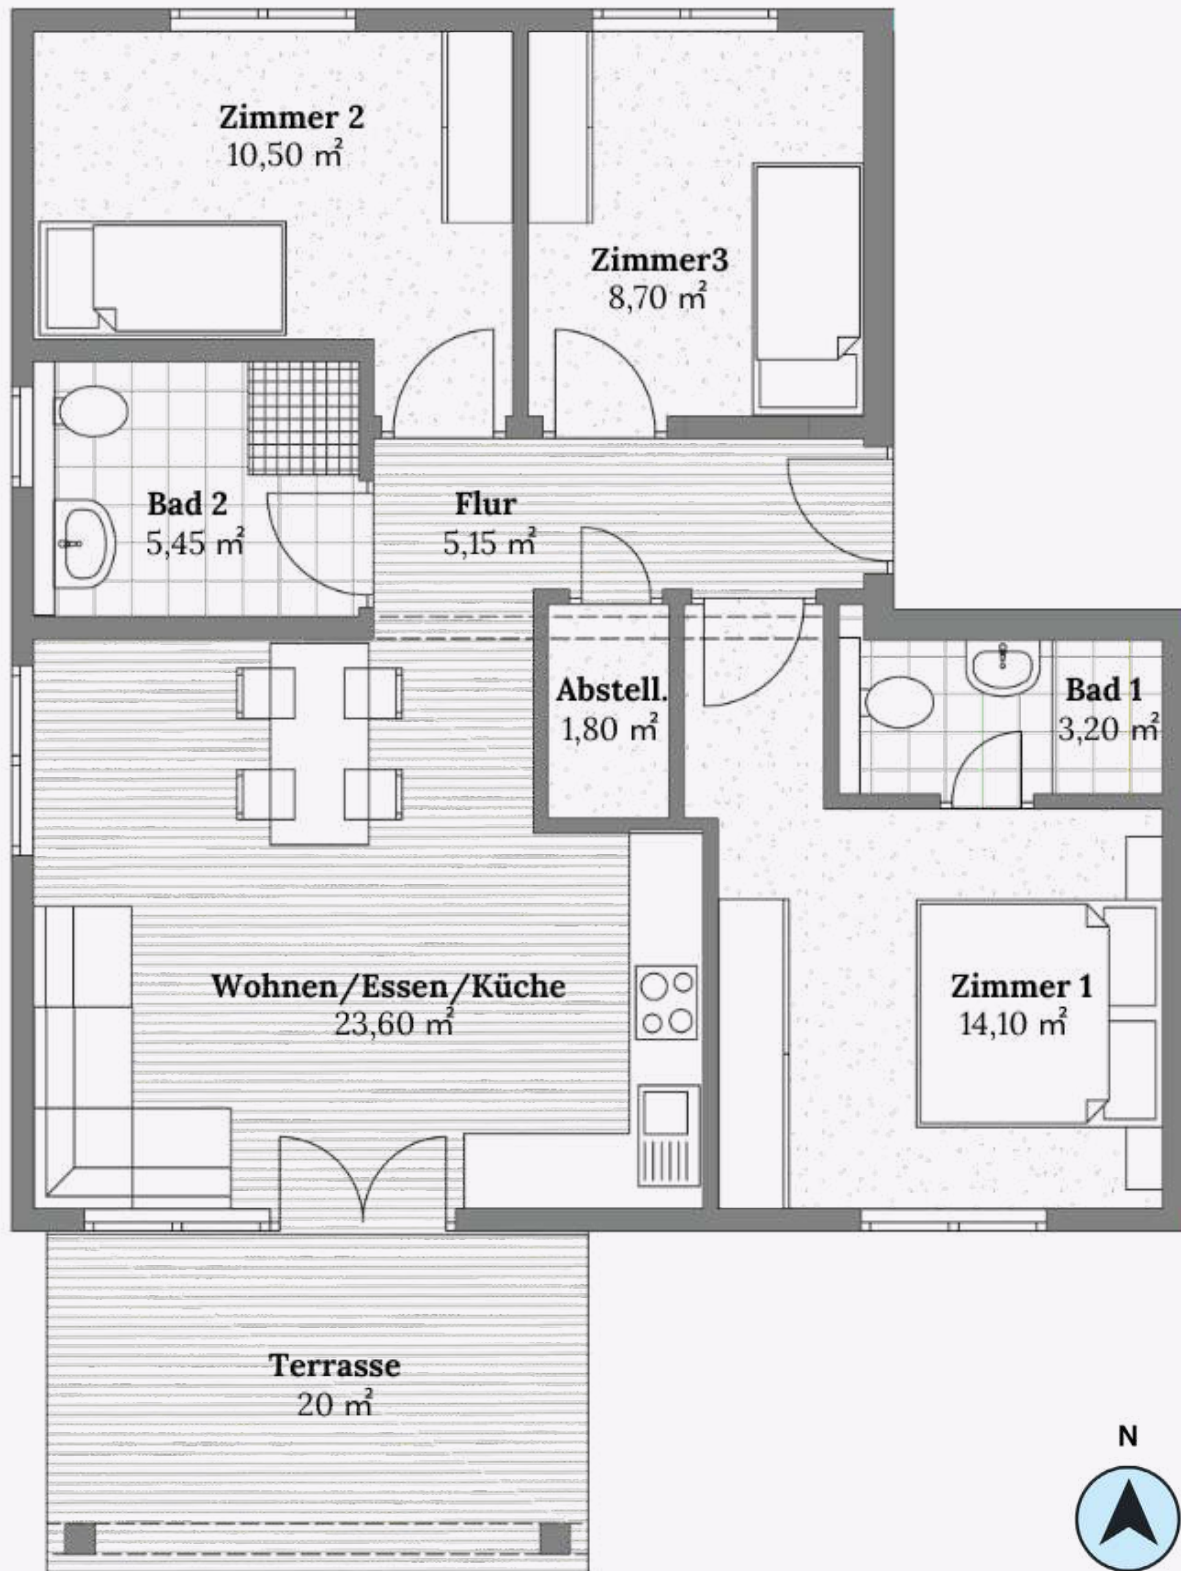 Zimmer 2
10,50 m²
Zimmer3
8,70 m²
Bad 2
5,45 m²
Flur
5,15 m²
Abstell.
1,80 m²
Bad 1
3,20 m²
Wohnen/Essen/Küche
23,60 m²
Zimmer 1
14,10 m²
Terrasse
20 m²
N